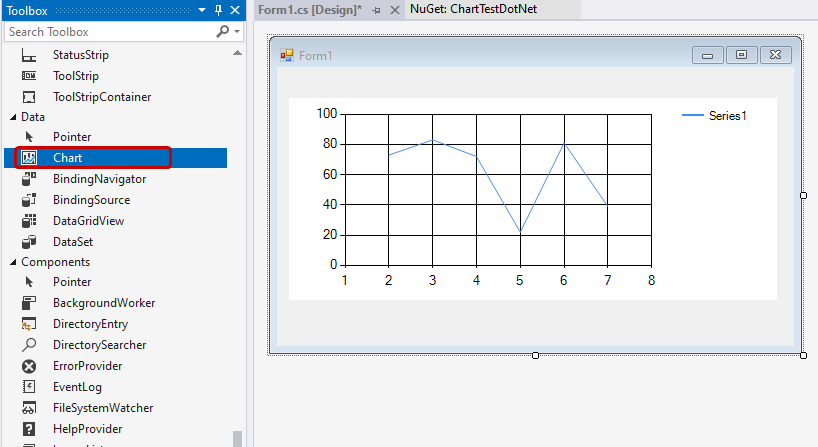 Toolbox
Search Toolbox
StatusStrip
ToolStrip
ToolStripContainer
Data
Pointer
Chart
BindingNavigator
BindingSource
DataGridView
DataSet
Components
Pointer
BackgroundWorker
DirectoryEntry
DirectorySearcher
ErrorProvider
EventLog
FileSystemWatcher
HelpProvider
Form1.cs [Design]*
NuGet: ChartTestDotNet
Form1
100
80
60
40
20
0
1 2 3 4 5 6 7 8
Series1